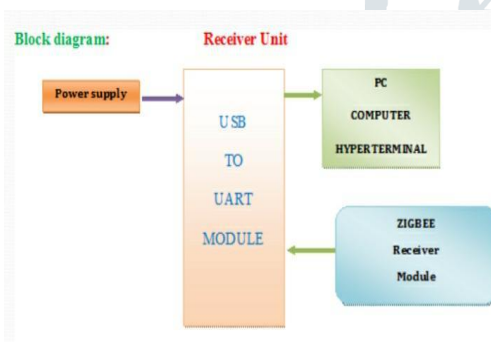 Block diagram: Receiver Unit
Power supply
USB
TO
UART
MODULE
PC
COMPUTER
HYPERTERMINAL
ZIGBEE
Receiver
Module